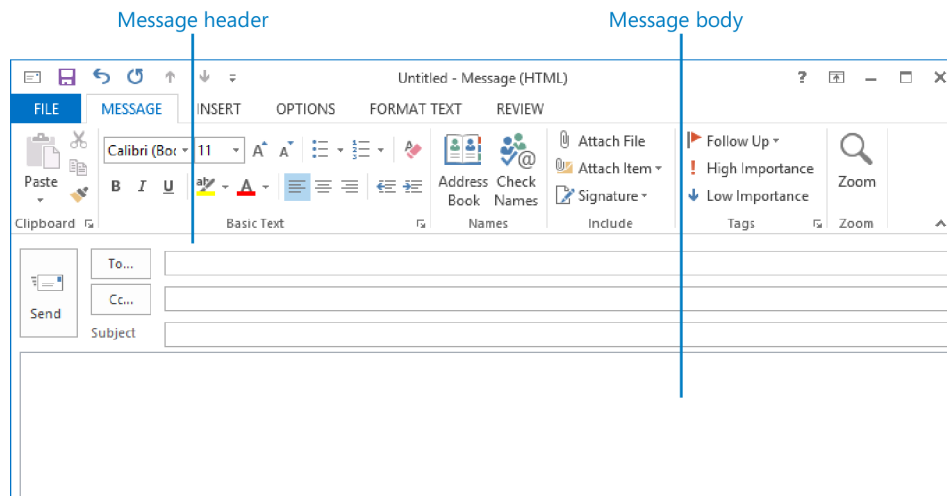 Message header Message body
Untitled - Message (HTML) ?
FILE MESSAGE INSERT OPTIONS FORMAT TEXT REVIEW
Calibri (Boc 11 A A Attach File Follow Up
Paste Address Check Attach Item ! High Importance Zoom
B I U aby A Book Names Signature Low Importance
Clipboard Basic Text Names Include Tags Zoom
To...
Cc...
Send
Subject